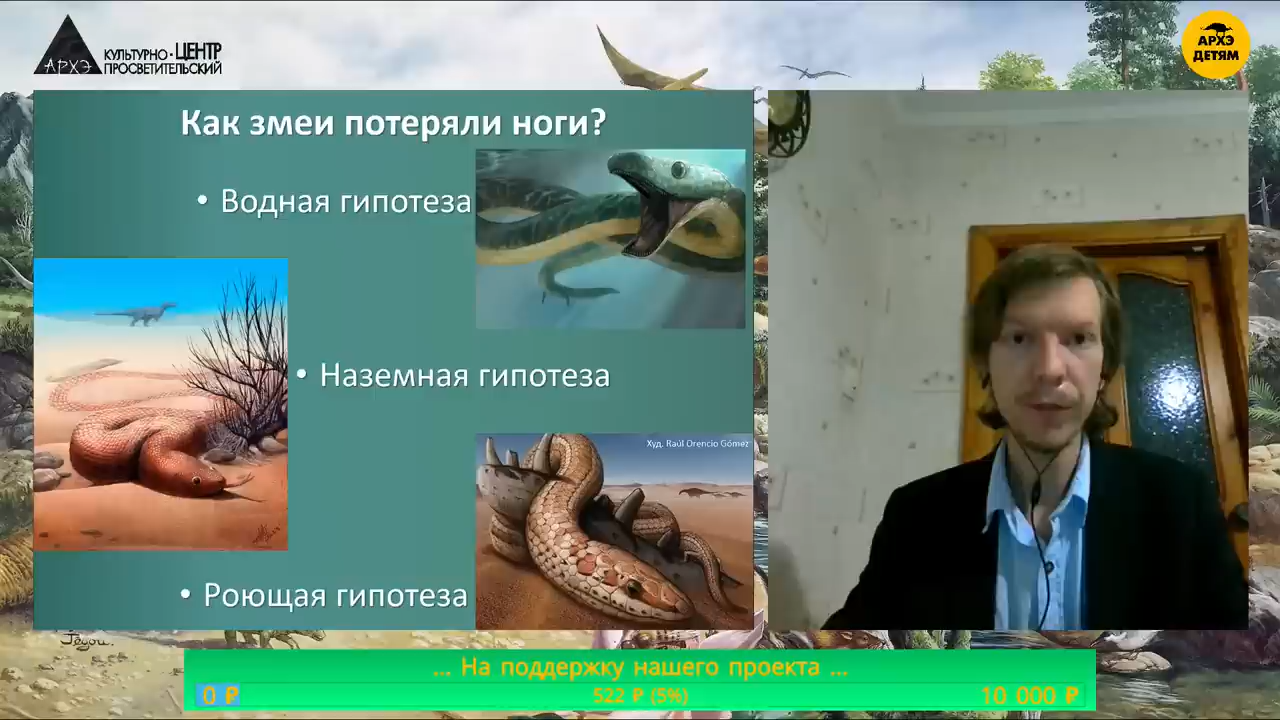 АРХЭ
КУЛЬТУРНО-ЦЕНТР
ПРОСВЕТИТЕЛЬСКИЙ
АРХЭ
ДЕТЯМ
Как змеи потеряли ноги?
• Водная гипотеза
• Наземная гипотеза
Худ. Raúl Orencio Gómez
• Роющая гипотеза
... На поддержку нашего проекта ...
0 ₽
522 ₽ (5%)
10 000 ₽